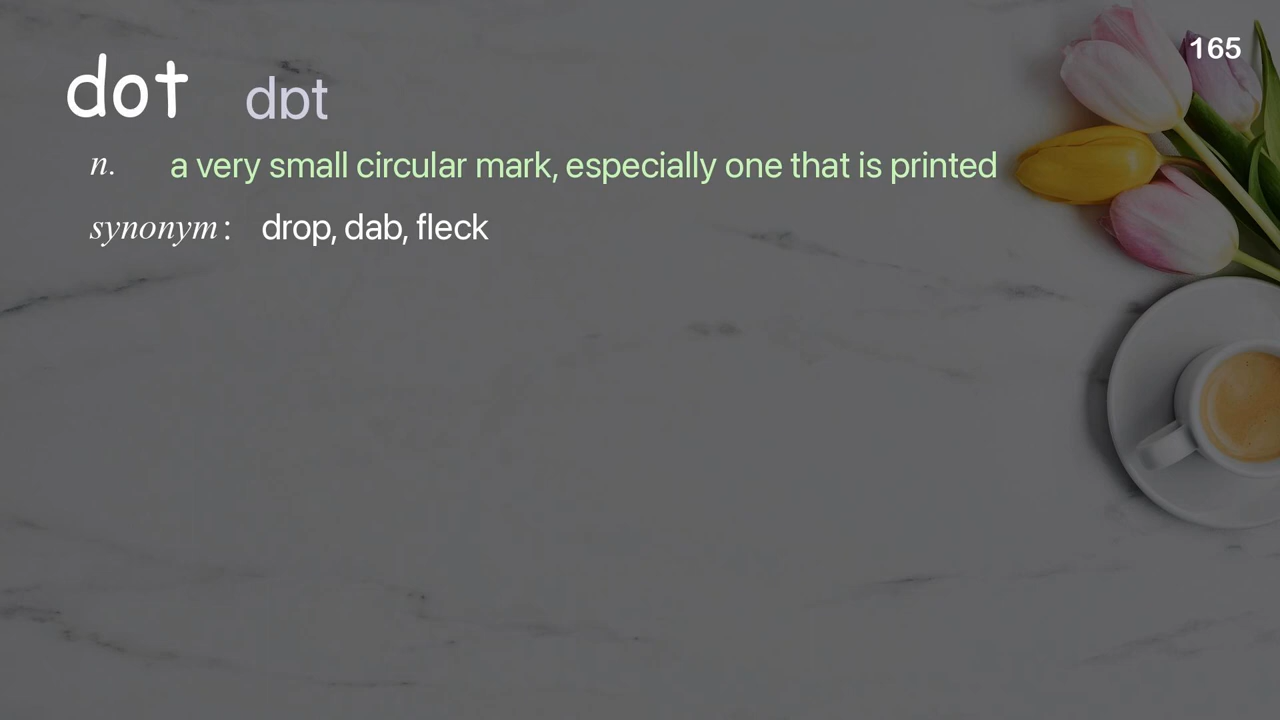 165
dot dɒt
n. a very small circular mark, especially one that is printed
synonym: drop, dab, fleck